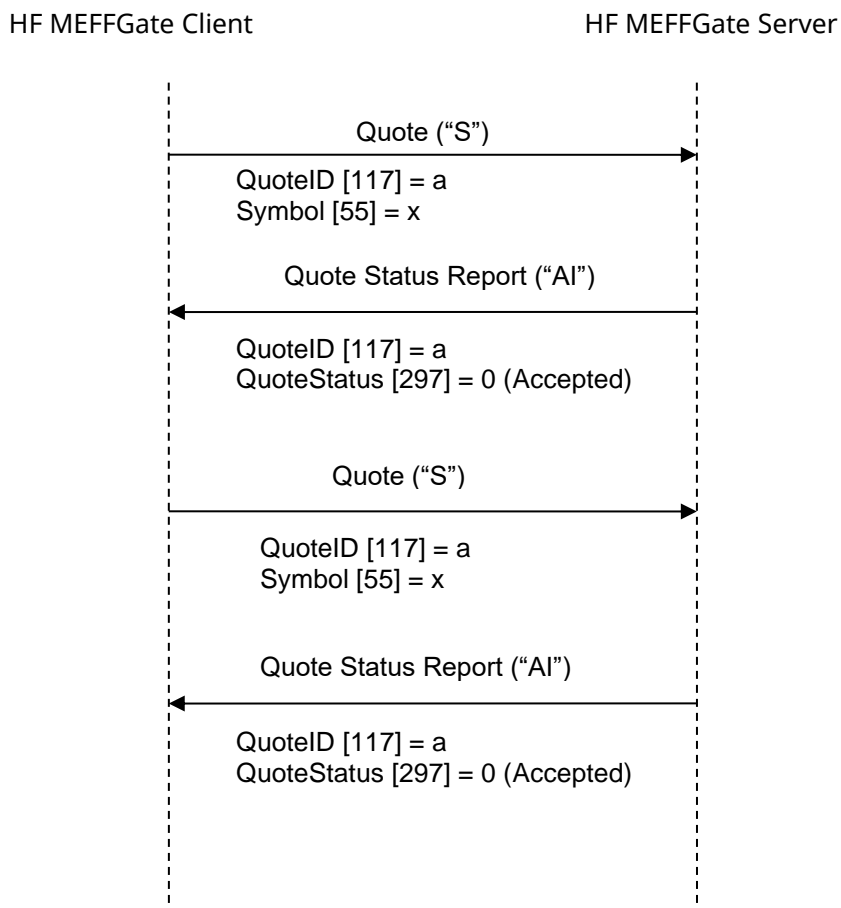 HF MEFFGate Client HF MEFFGate Server
Quote (“S”)
QuoteID [117] = a
Symbol [55] = x
Quote Status Report (“AI”)
QuoteID [117] = a
QuoteStatus [297] = 0 (Accepted)
Quote (“S”)
QuoteID [117] = a
Symbol [55] = x
Quote Status Report (“AI”)
QuoteID [117] = a
QuoteStatus [297] = 0 (Accepted)